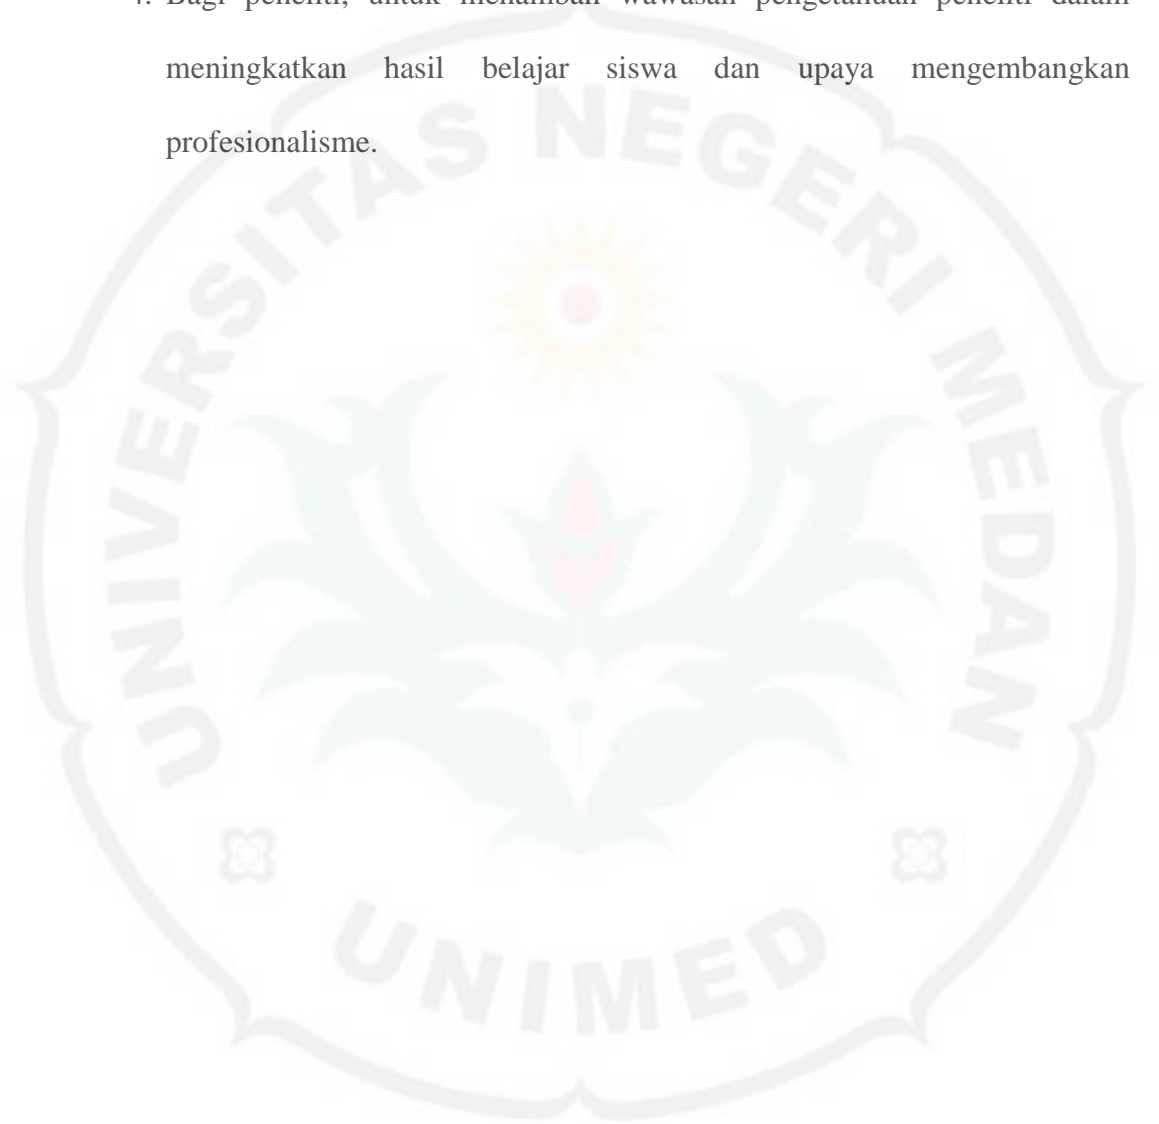 4. Bagi peneliti, untuk menambah wawasan pengetahuan peneliti dalam
meningkatkan hasil belajar siswa dan upaya mengembangkan
profesionalisme.
UNIVERSITAS NEGERI MEDAN
UNIMED